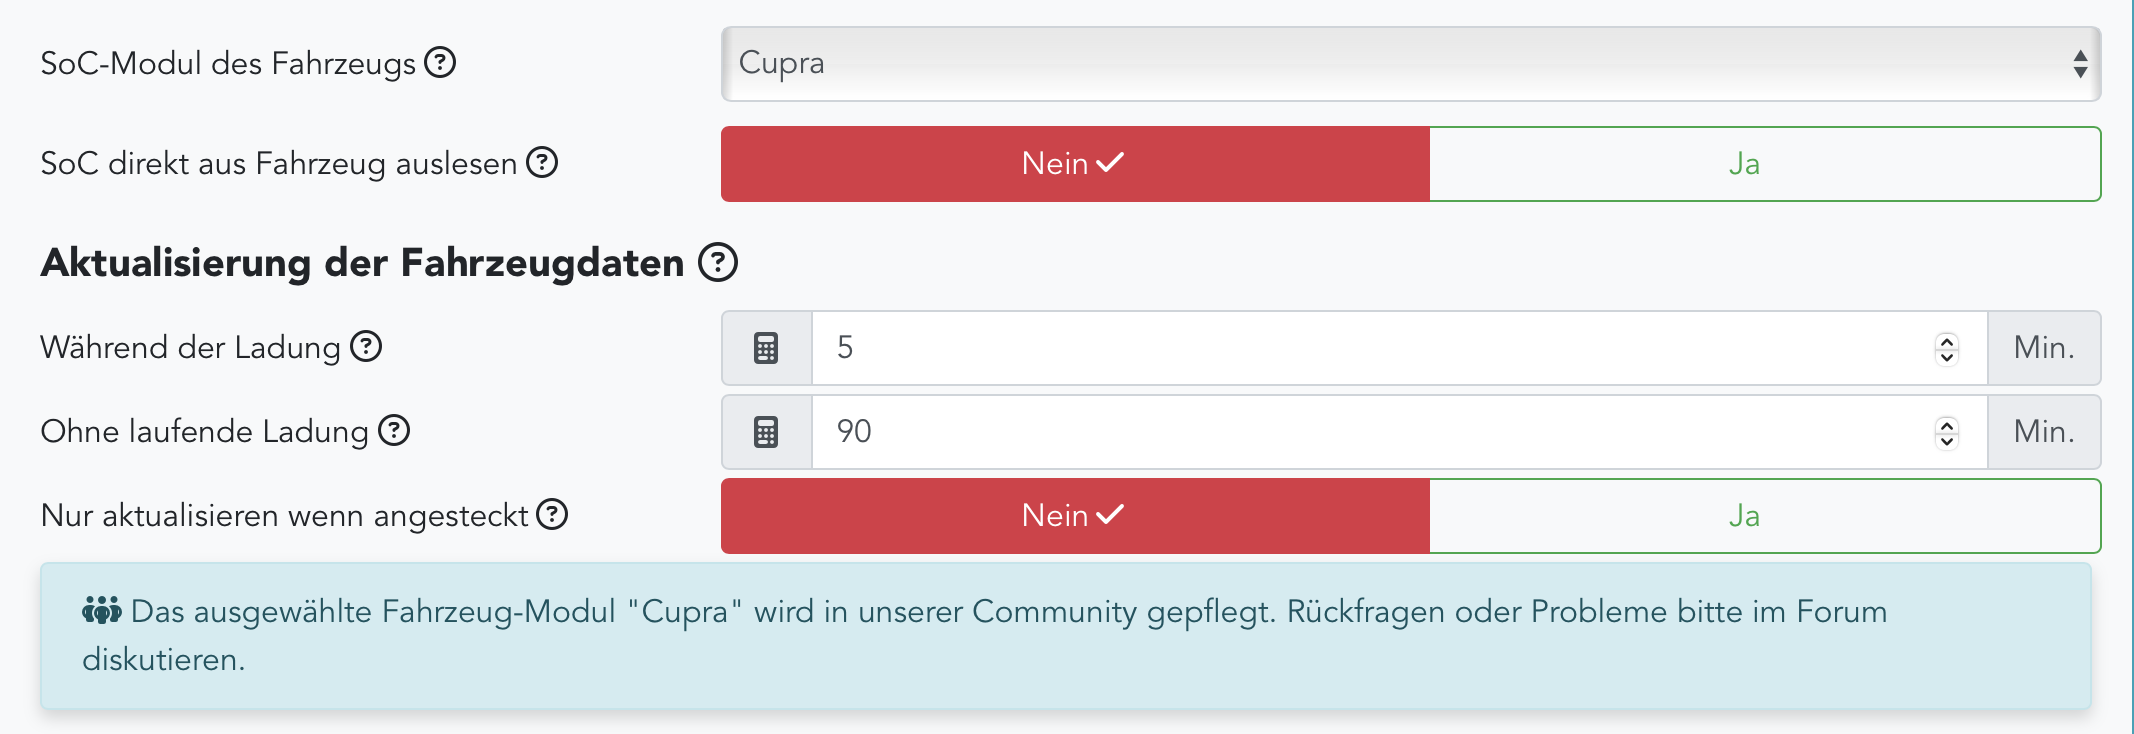 SoC-Modul des Fahrzeugs
Cupra
SoC direkt aus Fahrzeug auslesen
Nein
Ja
Aktualisierung der Fahrzeugdaten
Während der Ladung
5
Min.
Ohne laufende Ladung
90
Min.
Nur aktualisieren wenn angesteckt
Nein
Ja
Das ausgewählte Fahrzeug-Modul "Cupra" wird in unserer Community gepflegt. Rückfragen oder Probleme bitte im Forum
diskutieren.